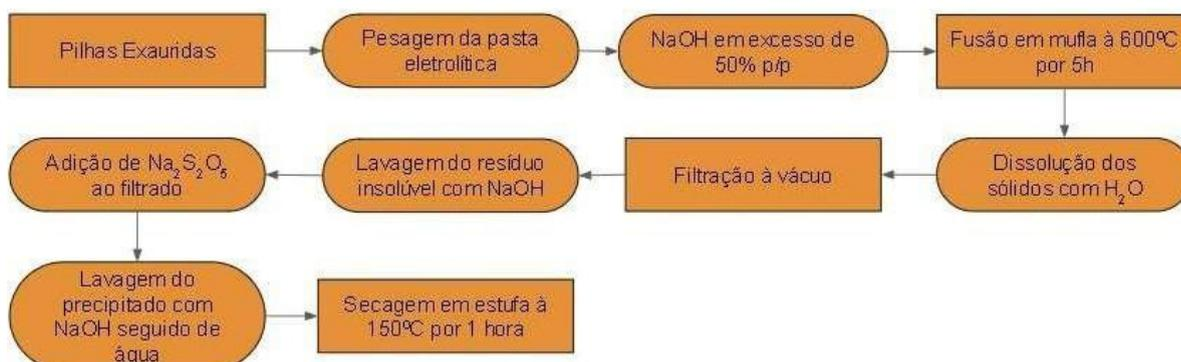 Pilhas Exauridas
Pesagem da pasta
eletrolítica
NaOH em excesso de
50% p/p
Fusão em mufla à 600ºC
por 5h
Dissolução dos
sólidos com H₂O
Filtração à vácuo
Lavagem do resíduo
insolúvel com NaOH
Adição de Na₂S₂O₅
ao filtrado
Lavagem do
precipitado com
NaOH seguido de
água
Secagem em estufa à
150ºC por 1 hora